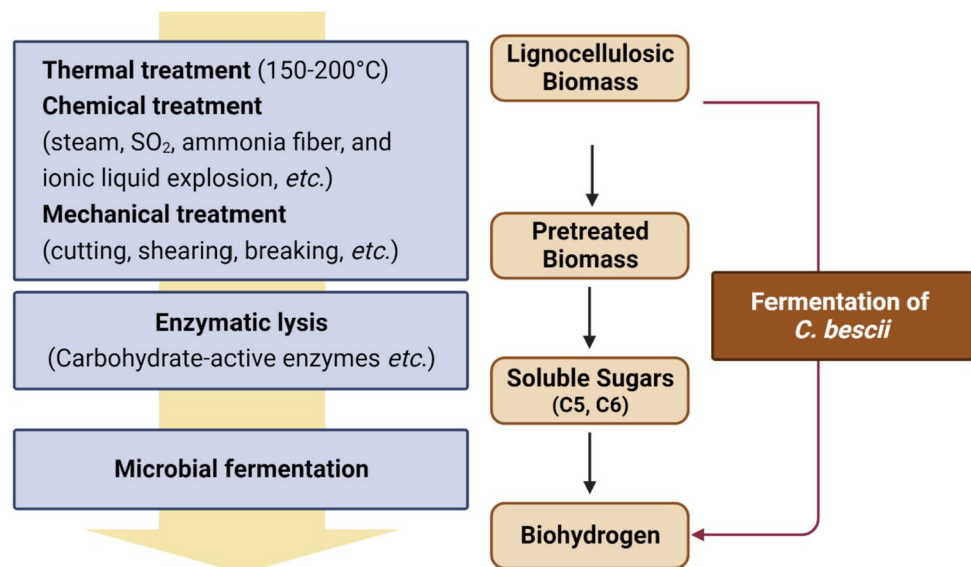 Thermal treatment (150-200°C)
Chemical treatment
(steam, SO₂, ammonia fiber, and
ionic liquid explosion, etc.)
Mechanical treatment
(cutting, shearing, breaking, etc.)
Enzymatic lysis
(Carbohydrate-active enzymes etc.)
Microbial fermentation
Lignocellulosic
Biomass
Pretreated
Biomass
Soluble Sugars
(C5, C6)
Biohydrogen
Fermentation of
C. bescii